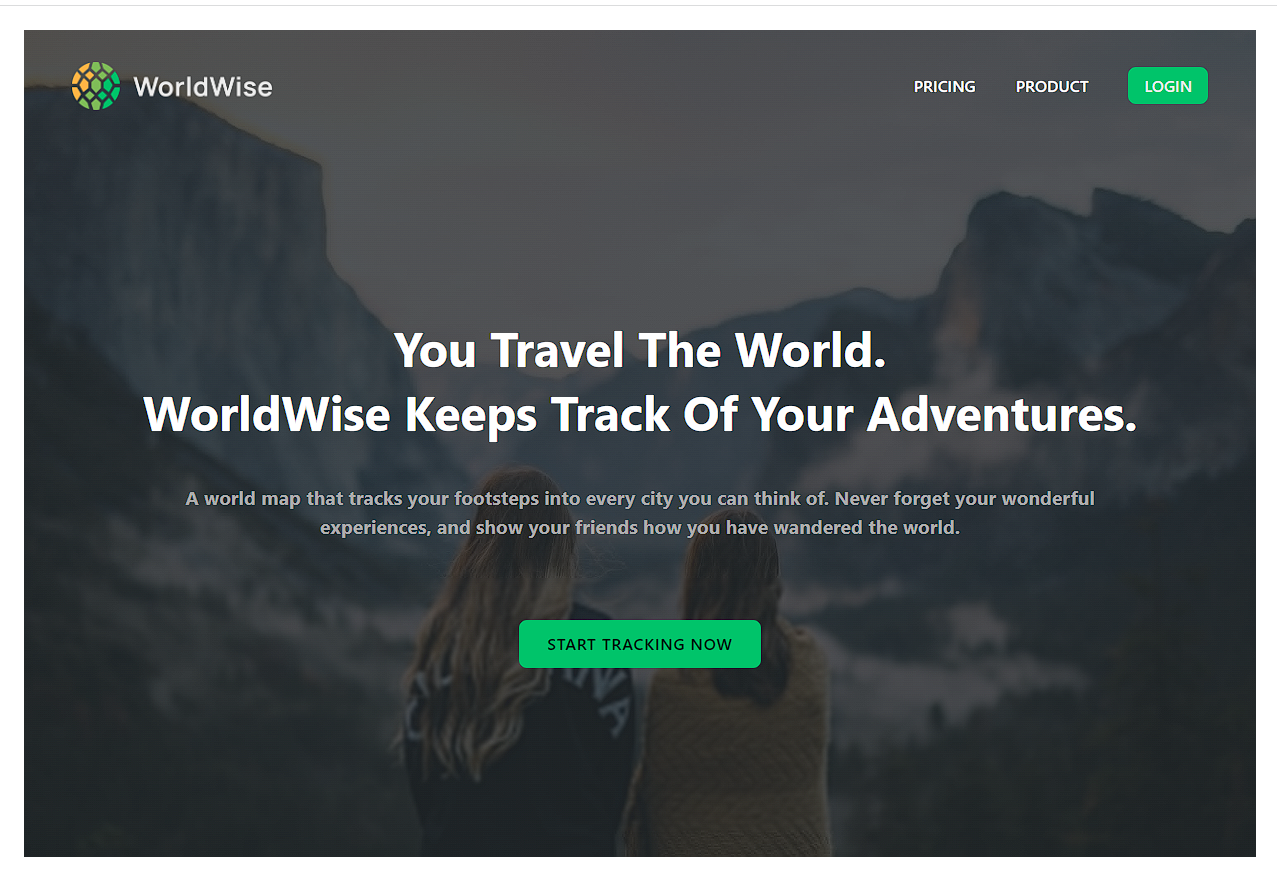 WorldWise
PRICING
PRODUCT
LOGIN
You Travel The World.
WorldWise Keeps Track Of Your Adventures.
A world map that tracks your footsteps into every city you can think of. Never forget your wonderful
experiences, and show your friends how you have wandered the world.
START TRACKING NOW